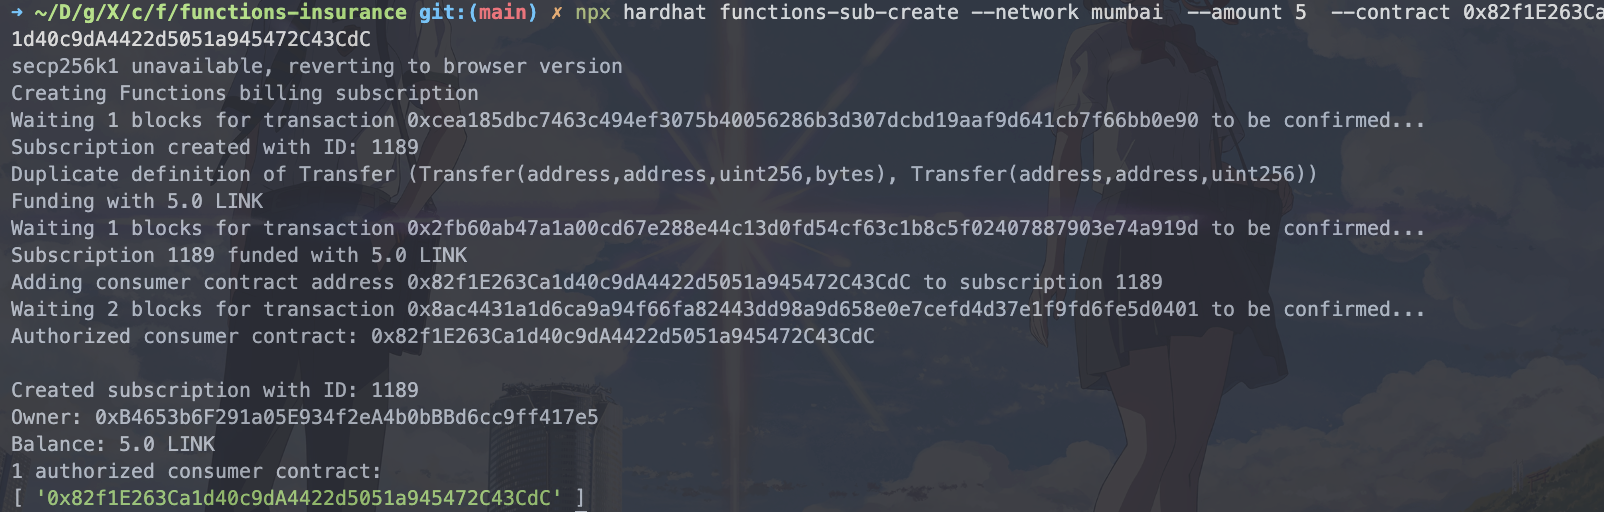 → ~/D/g/X/c/f/functions-insurance git:(main) ✗ npx hardhat functions-sub-create --network mumbai  --amount 5  --contract 0x82f1E263Ca
1d40c9dA4422d5051a945472C43CdC
secp256k1 unavailable, reverting to browser version
Creating Functions billing subscription
Waiting 1 blocks for transaction 0xcea185dbc7463c494ef3075b40056286b3d307dcbd19aaf9d641cb7f66bb0e90 to be confirmed...
Subscription created with ID: 1189
Duplicate definition of Transfer (Transfer(address,address,uint256,bytes), Transfer(address,address,uint256))
Funding with 5.0 LINK
Waiting 1 blocks for transaction 0x2fb60ab47a1a00cd67e288e44c13d0fd54cf63c1b8c5f02407887903e74a919d to be confirmed...
Subscription 1189 funded with 5.0 LINK
Adding consumer contract address 0x82f1E263Ca1d40c9dA4422d5051a945472C43CdC to subscription 1189
Waiting 2 blocks for transaction 0x8ac4431a1d6ca9a94f66fa82443dd98a9d658e0e7cefd4d37e1f9fd6fe5d0401 to be confirmed...
Authorized consumer contract: 0x82f1E263Ca1d40c9dA4422d5051a945472C43CdC
Created subscription with ID: 1189
Owner: 0xB4653b6F291a05E934f2eA4b0bBBd6cc9ff417e5
Balance: 5.0 LINK
1 authorized consumer contract:
[ '0x82f1E263Ca1d40c9dA4422d5051a945472C43CdC' ]